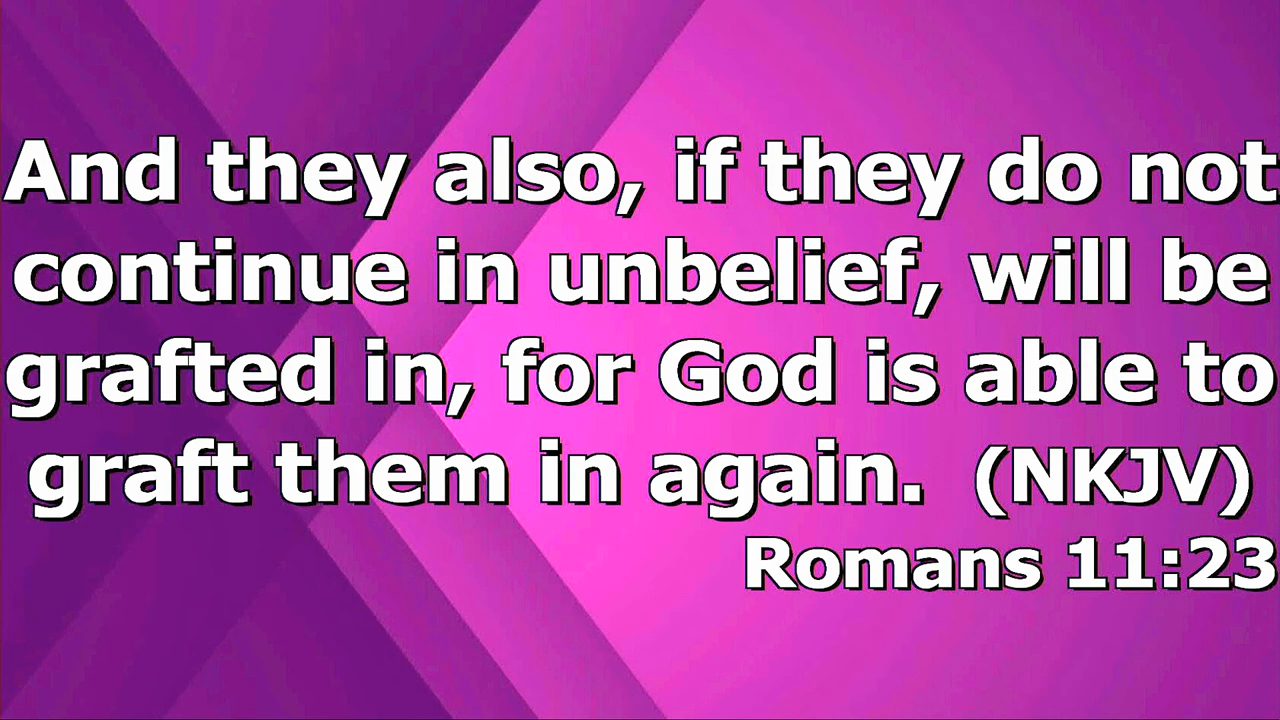 And they also, if they do not
continue in unbelief, will be
grafted in, for God is able to
graft them in again.  (NKJV)
Romans 11:23